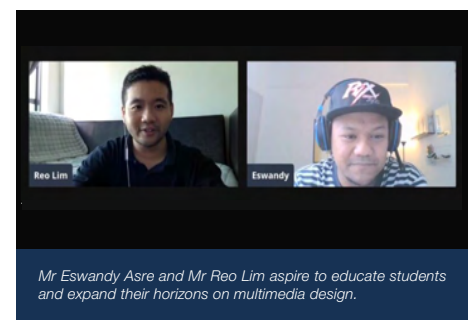 Reo Lim
Eswandy
Mr Eswandy Asre and Mr Reo Lim aspire to educate students
and expand their horizons on multimedia design.